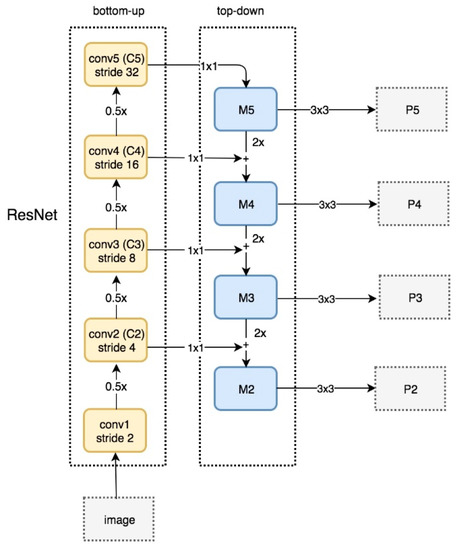 bottom-up
top-down
conv5 (C5)
stride 32
1x1
M5
3x3
P5
0.5x
2x
conv4 (C4)
stride 16
1x1
+
M4
3x3
P4
0.5x
2x
ResNet
conv3 (C3)
stride 8
1x1
+
M3
3x3
P3
0.5x
2x
conv2 (C2)
stride 4
1x1
+
M2
3x3
P2
0.5x
conv1
stride 2
image